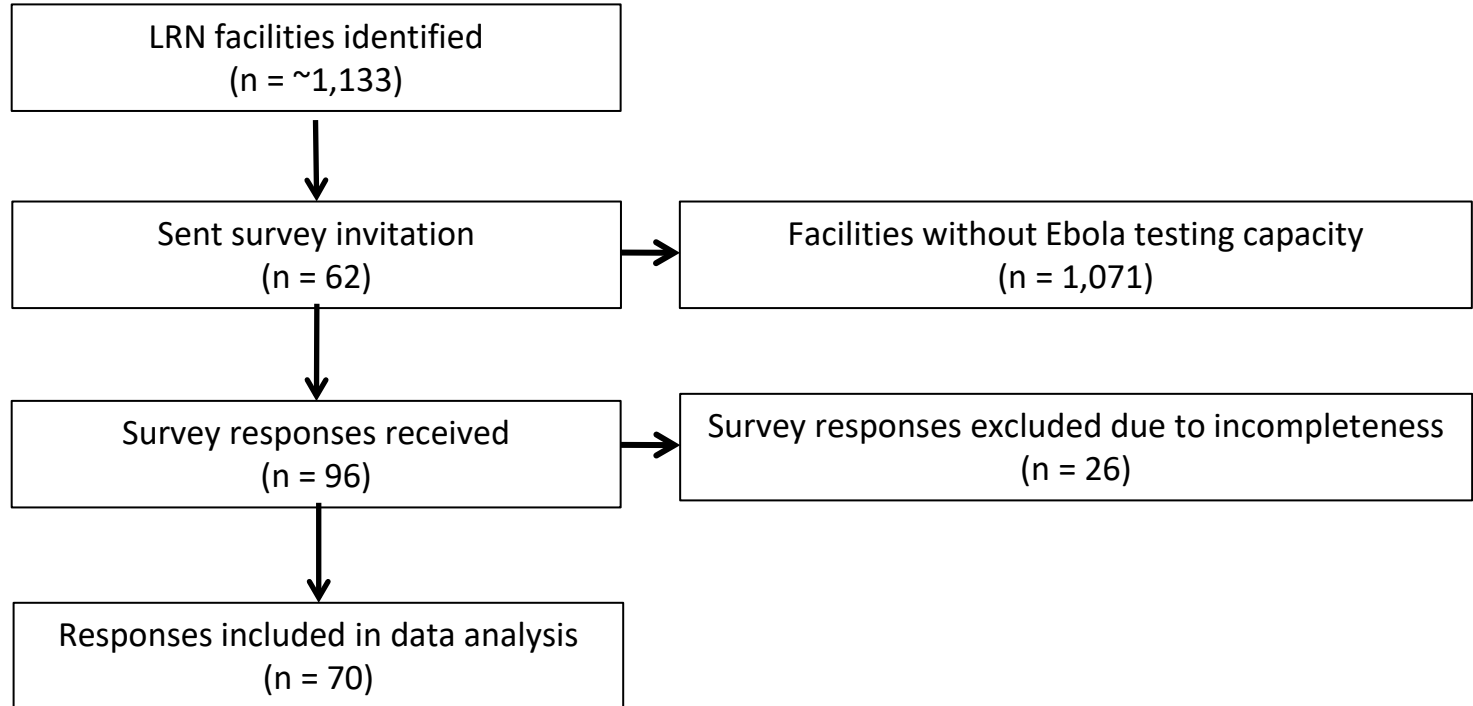 LRN facilities identified
(n = ~1,133)
Sent survey invitation
(n = 62)
Facilities without Ebola testing capacity
(n = 1,071)
Survey responses received
(n = 96)
Survey responses excluded due to incompleteness
(n = 26)
Responses included in data analysis
(n = 70)